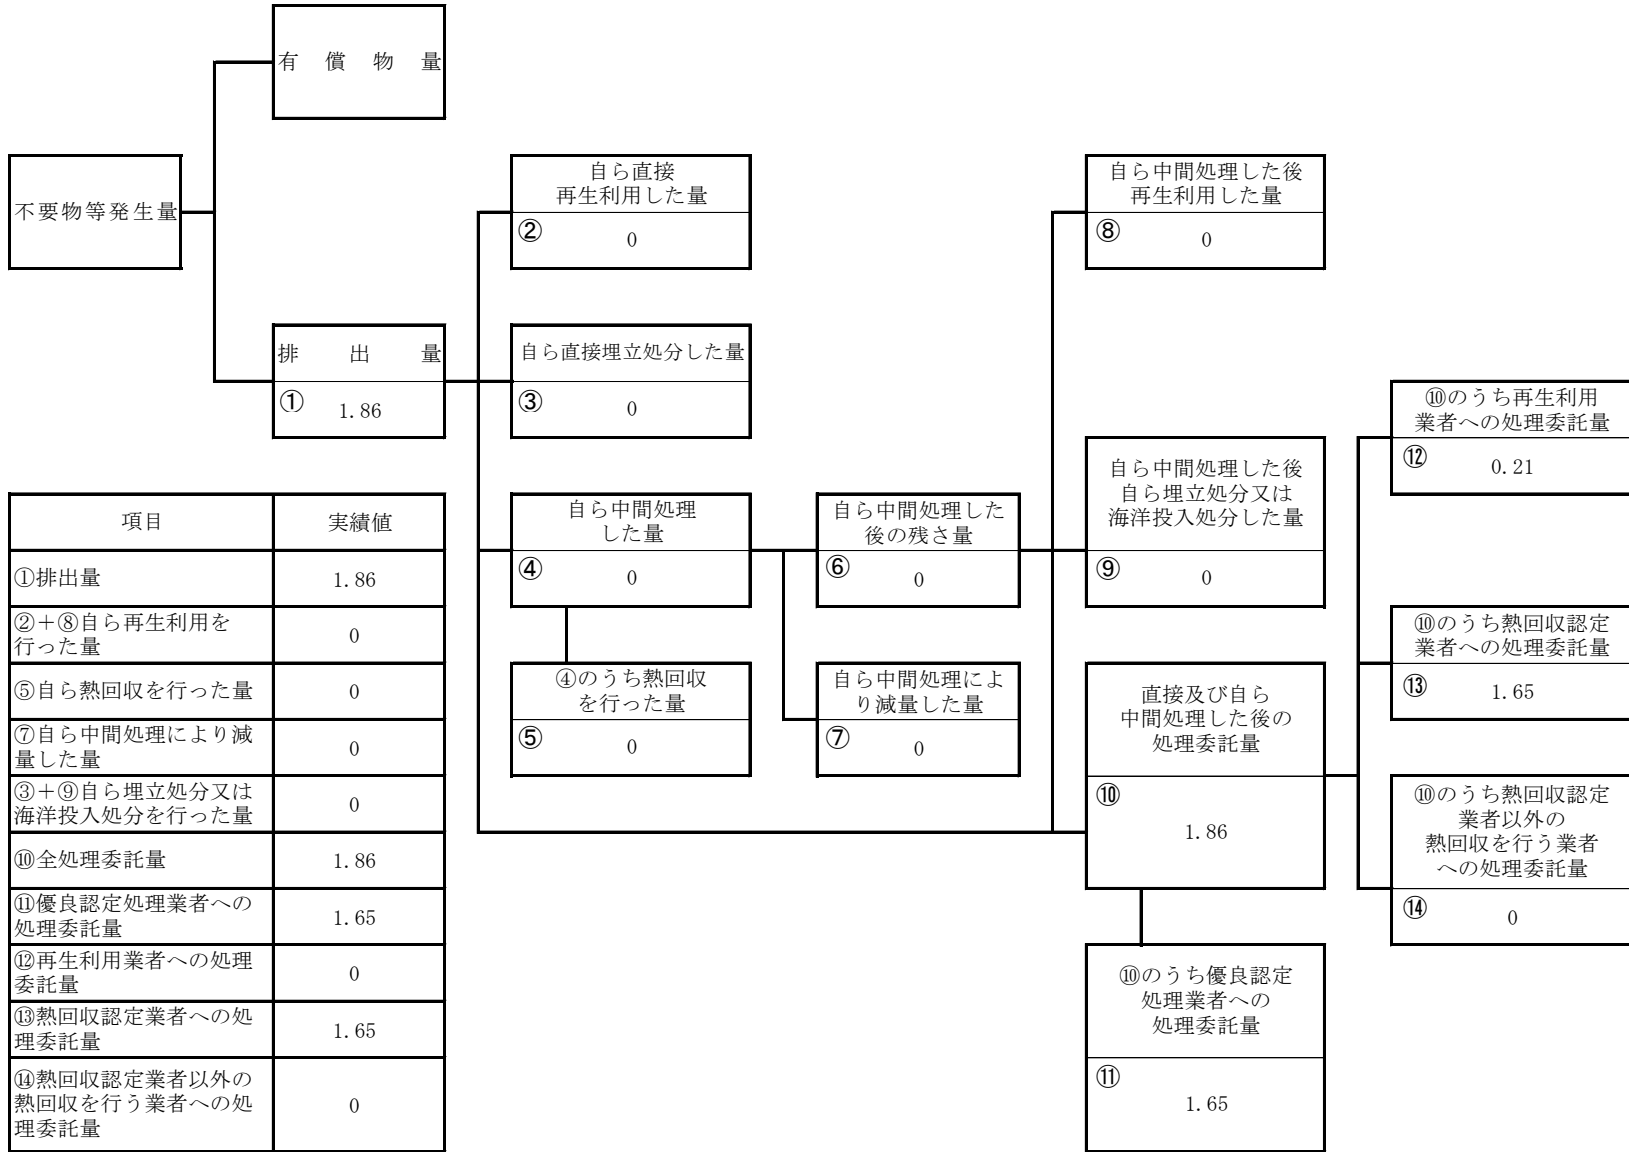 有償物量
不要物等発生量
排出量
① 1.86
自ら直接
再生利用した量
② 0
自ら直接埋立処分した量
③ 0
自ら中間処理
した量
④ 0
④のうち熱回収
を行った量
⑤ 0
自ら中間処理した
後の残さ量
⑥ 0
自ら中間処理によ
り減量した量
⑦ 0
自ら中間処理した後
再生利用した量
⑧ 0
自ら中間処理した後
自ら埋立処分又は
海洋投入処分した量
⑨ 0
直接及び自ら
中間処理した後の
処理委託量
⑩
1.86
⑩のうち優良認定
処理業者への
処理委託量
⑪
1.65
⑩のうち再生利用
業者への処理委託量
⑫ 0.21
⑩のうち熱回収認定
業者への処理委託量
⑬ 1.65
⑩のうち熱回収認定
業者以外の
熱回収を行う業者
への処理委託量
⑭ 0
項目 実績値
①排出量 1.86
②＋⑧自ら再生利用を
行った量 0
⑤自ら熱回収を行った量 0
⑦自ら中間処理により減
量した量 0
③＋⑨自ら埋立処分又は
海洋投入処分を行った量 0
⑩全処理委託量 1.86
⑪優良認定処理業者への
処理委託量 1.65
⑫再生利用業者への処理
委託量 0
⑬熱回収認定業者への処
理委託量 1.65
⑭熱回収認定業者以外の
熱回収を行う業者への処
理委託量 0